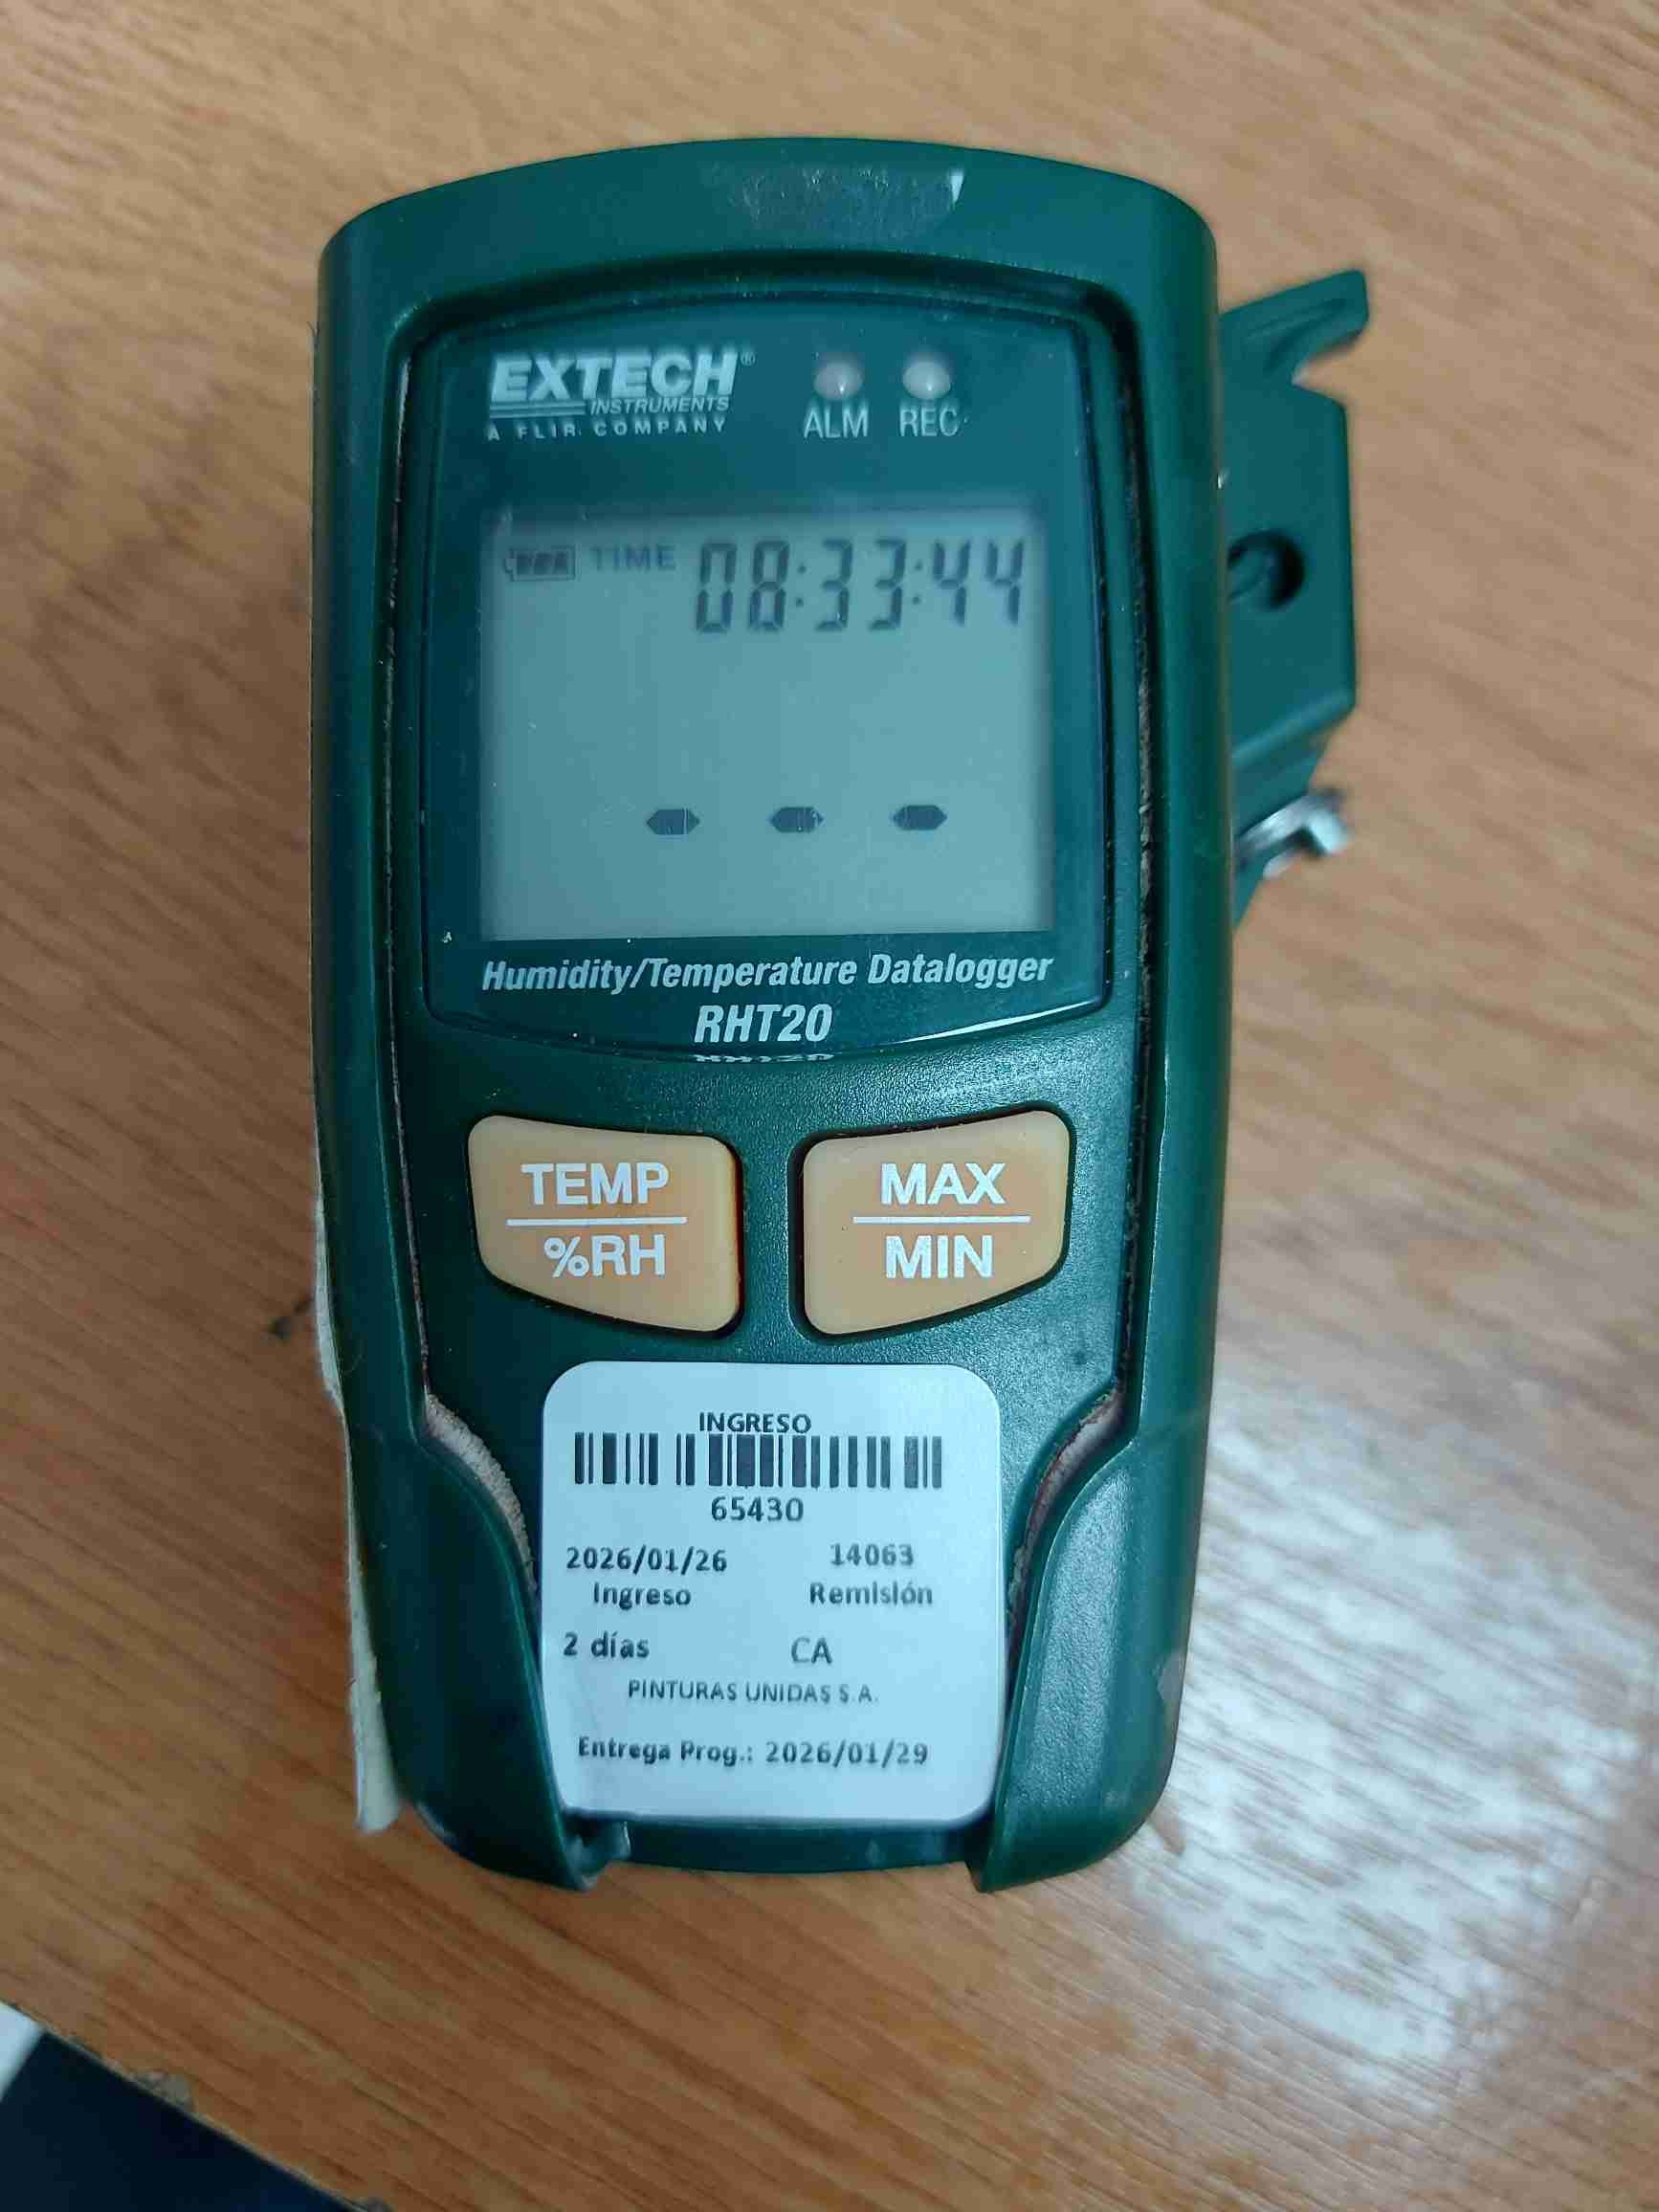 EXTECH®
INSTRUMENTS
A FLIR COMPANY
ALM REC
TIME 08:33:44
- - -
Humidity/Temperature Datalogger
RHT20
TEMP
%RH
MAX
MIN
INGRESO
65430
2026/01/26 14063
Ingreso Remisión
2 días CA
PINTURAS UNIDAS S.A.
Entrega Prog.: 2026/01/29